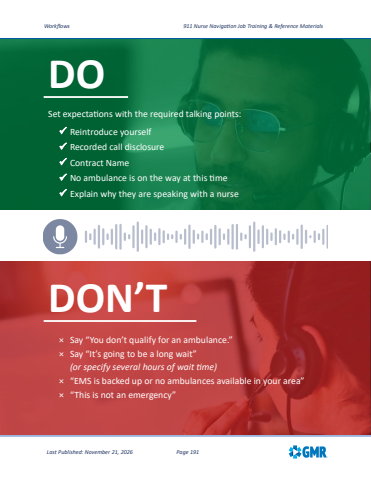 Workflows 911 Nurse Navigation Job Training & Reference Materials
DO
Set expectations with the required talking points:
✓ Reintroduce yourself
✓ Recorded call disclosure
✓ Contract Name
✓ No ambulance is on the way at this time
✓ Explain why they are speaking with a nurse
DON'T
× Say “You don’t qualify for an ambulance.”
× Say “It’s going to be a long wait”
(or specify several hours of wait time)
× “EMS is backed up or no ambulances available in your area”
× “This is not an emergency”
Last Published: November 21, 2026 Page 191 GMR